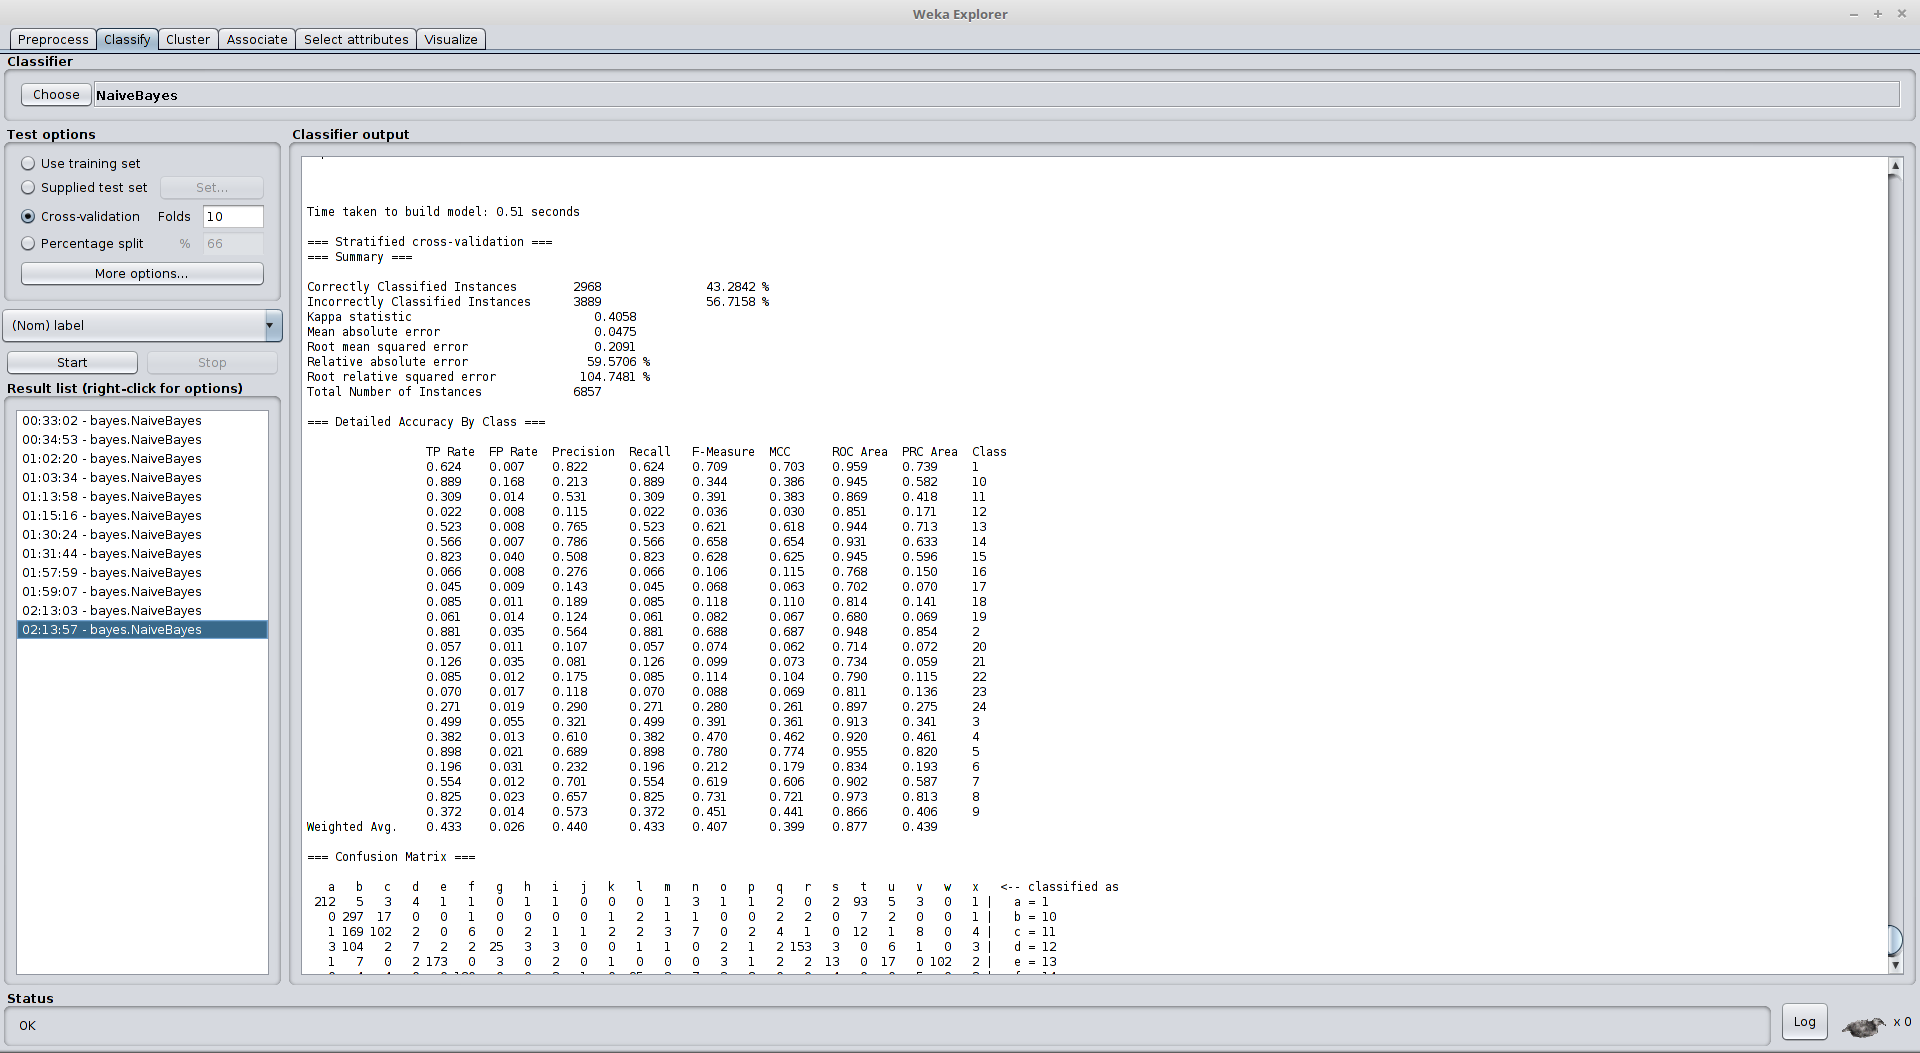 Weka Explorer
Preprocess Classify Cluster Associate Select attributes Visualize
Classifier
Choose NaiveBayes
Test options
Use training set
Supplied test set Set...
Cross-validation Folds 10
Percentage split % 66
More options...
(Nom) label
Start Stop
Result list (right-click for options)
00:33:02 - bayes.NaiveBayes
00:34:53 - bayes.NaiveBayes
01:02:20 - bayes.NaiveBayes
01:03:34 - bayes.NaiveBayes
01:13:58 - bayes.NaiveBayes
01:15:16 - bayes.NaiveBayes
01:30:24 - bayes.NaiveBayes
01:31:44 - bayes.NaiveBayes
01:57:59 - bayes.NaiveBayes
01:59:07 - bayes.NaiveBayes
02:13:03 - bayes.NaiveBayes
02:13:57 - bayes.NaiveBayes
Classifier output
Time taken to build model: 0.51 seconds
=== Stratified cross-validation ===
=== Summary ===
Correctly Classified Instances 2968 43.2842 %
Incorrectly Classified Instances 3889 56.7158 %
Kappa statistic 0.4058
Mean absolute error 0.0475
Root mean squared error 0.2091
Relative absolute error 59.5706 %
Root relative squared error 104.7481 %
Total Number of Instances 6857
=== Detailed Accuracy By Class ===
TP Rate FP Rate Precision Recall F-Measure MCC ROC Area PRC Area Class
0.624 0.007 0.822 0.624 0.709 0.703 0.959 0.739 1
0.889 0.168 0.213 0.889 0.344 0.386 0.945 0.582 10
0.309 0.014 0.531 0.309 0.391 0.383 0.869 0.418 11
0.022 0.008 0.115 0.022 0.036 0.030 0.851 0.171 12
0.523 0.008 0.765 0.523 0.621 0.618 0.944 0.713 13
0.566 0.007 0.786 0.566 0.658 0.654 0.931 0.633 14
0.823 0.040 0.508 0.823 0.628 0.625 0.945 0.596 15
0.066 0.008 0.276 0.066 0.106 0.115 0.768 0.150 16
0.045 0.009 0.143 0.045 0.068 0.063 0.702 0.070 17
0.085 0.011 0.189 0.085 0.118 0.110 0.814 0.141 18
0.061 0.014 0.124 0.061 0.082 0.067 0.680 0.069 19
0.881 0.035 0.564 0.881 0.688 0.687 0.948 0.854 2
0.057 0.011 0.107 0.057 0.074 0.062 0.714 0.072 20
0.126 0.035 0.081 0.126 0.099 0.073 0.734 0.059 21
0.085 0.012 0.175 0.085 0.114 0.104 0.790 0.115 22
0.070 0.017 0.118 0.070 0.088 0.069 0.811 0.136 23
0.271 0.019 0.290 0.271 0.280 0.261 0.897 0.275 24
0.499 0.055 0.321 0.499 0.391 0.361 0.913 0.341 3
0.382 0.013 0.610 0.382 0.470 0.462 0.920 0.461 4
0.898 0.021 0.689 0.898 0.780 0.774 0.955 0.820 5
0.196 0.031 0.232 0.196 0.212 0.179 0.834 0.193 6
0.554 0.012 0.701 0.554 0.619 0.606 0.902 0.587 7
0.825 0.023 0.657 0.825 0.731 0.721 0.973 0.813 8
0.372 0.014 0.573 0.372 0.451 0.441 0.866 0.406 9
Weighted Avg. 0.433 0.026 0.440 0.433 0.407 0.399 0.877 0.439
=== Confusion Matrix ===
a b c d e f g h i j k l m n o p q r s t u v w x <-- classified as
212 5 3 4 1 1 0 1 1 0 0 0 1 3 1 1 2 0 2 93 5 3 0 1 | a = 1
0 297 17 0 0 1 0 0 0 0 1 2 1 1 0 0 2 2 0 7 2 0 0 1 | b = 10
1 169 102 2 0 6 0 2 1 1 2 2 3 7 0 2 4 1 0 12 1 8 0 4 | c = 11
3 104 2 7 2 2 25 3 3 0 0 1 1 0 2 1 2 153 3 0 6 1 0 3 | d = 12
1 7 0 2 173 0 3 0 2 0 1 0 0 0 3 1 2 2 13 0 17 0 102 2 | e = 13
Status
OK
Log
x 0